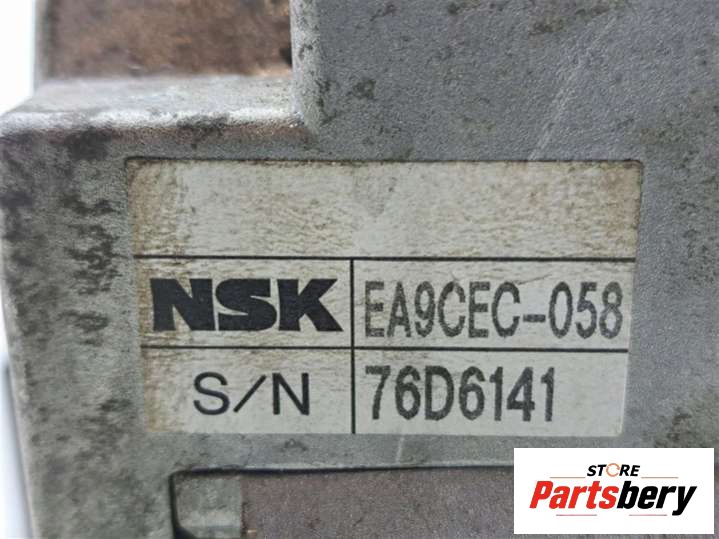 NSK EA9CEC-058
S/N 76D6141
STORE
Partsbery